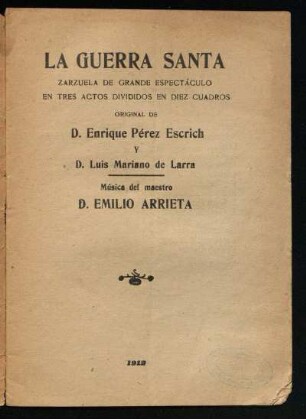 LA GUERRA SANTA
ZARZUELA DE GRANDE ESPECTÁCULO
EN TRES ACTOS DIVIDIDOS EN DIEZ CUADROS
ORIGINAL DE
D. Enrique Pérez Escrich
Y
D. Luis Mariano de Larra
Música del maestro
D. EMILIO ARRIETA
1912